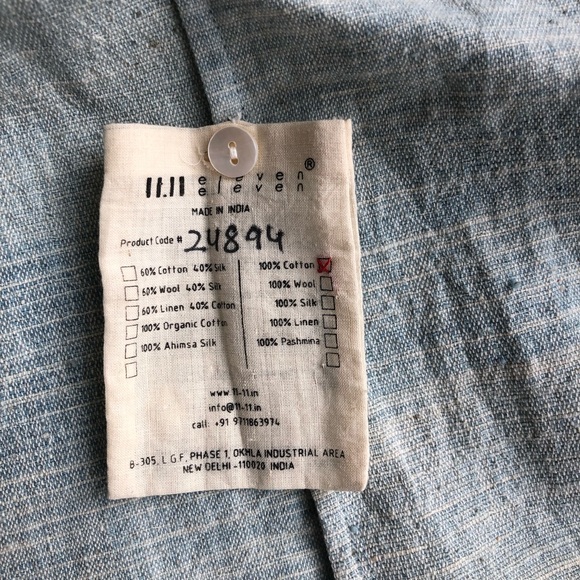 11.11 eleven eleven ®
MADE IN INDIA
Product Code # 24894
60% Cotton 40% Silk
60% Wool 40% Silk
60% Linen 40% Cotton
100% Organic Cotton
100% Ahimsa Silk
100% Cotton
100% Wool
100% Silk
100% Linen
100% Pashmina
www.11-11.in
info@11-11.in
call: +91 9711863974
B-305, L.G.F, PHASE 1, OKHLA INDUSTRIAL AREA
NEW DELHI -110020 INDIA